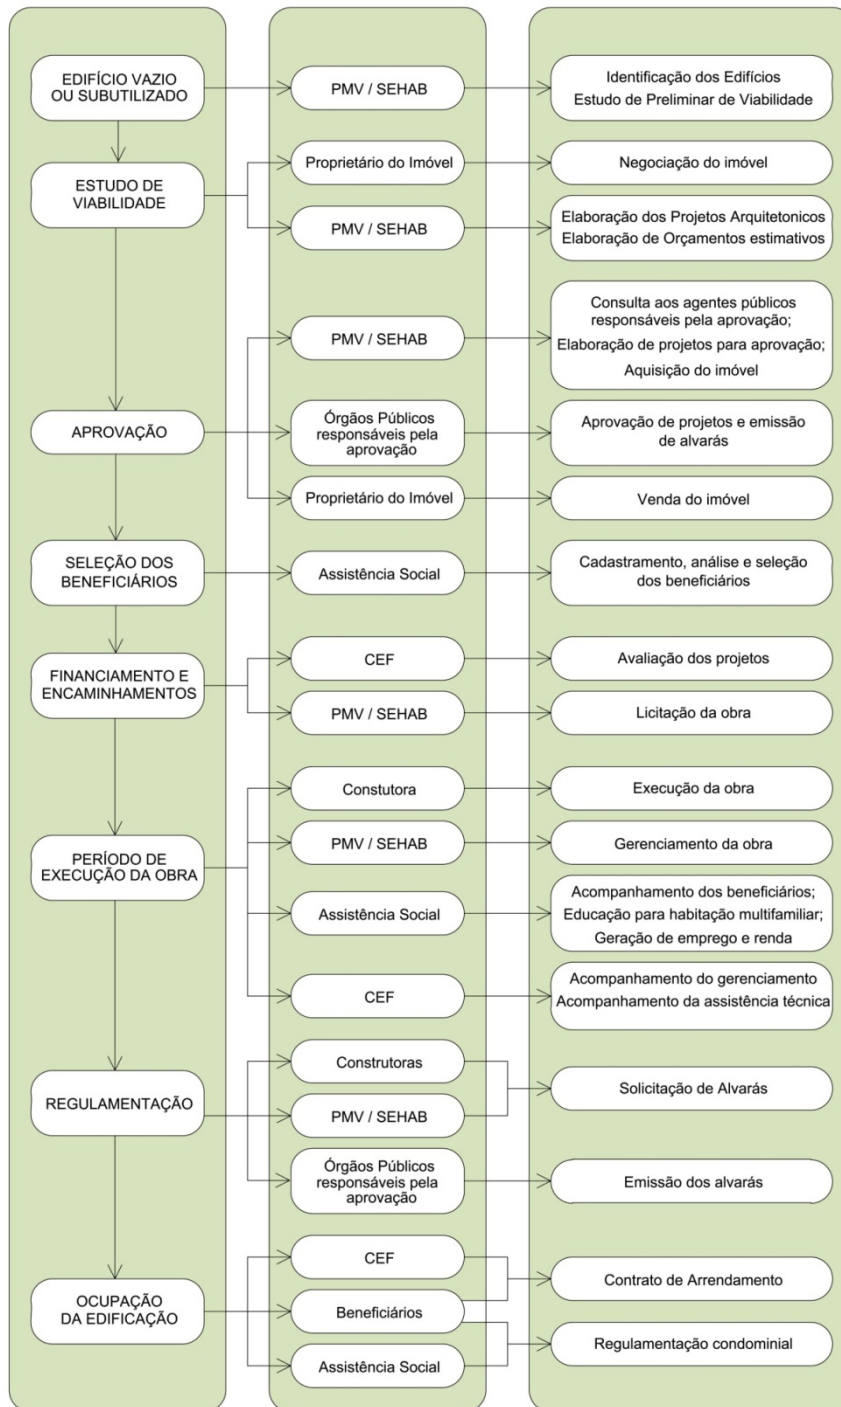 EDIFÍCIO VAZIO
OU SUBUTILIZADO
PMV / SEHAB
Identificação dos Edifícios
Estudo de Preliminar de Viabilidade
ESTUDO DE
VIABILIDADE
Proprietário do Imóvel
Negociação do imóvel
PMV / SEHAB
Elaboração dos Projetos Arquitetonicos
Elaboração de Orçamentos estimativos
APROVAÇÃO
PMV / SEHAB
Consulta aos agentes públicos
responsáveis pela aprovação;
Elaboração de projetos para aprovação;
Aquisição do imóvel
Órgãos Públicos
responsáveis pela
aprovação
Aprovação de projetos e emissão
de alvarás
Proprietário do Imóvel
Venda do imóvel
SELEÇÃO DOS
BENEFICIÁRIOS
Assistência Social
Cadastramento, análise e seleção
dos beneficiários
FINANCIAMENTO E
ENCAMINHAMENTOS
CEF
Avaliação dos projetos
PMV / SEHAB
Licitação da obra
PERÍODO DE
EXECUÇÃO DA OBRA
Constutora
Execução da obra
PMV / SEHAB
Gerenciamento da obra
Assistência Social
Acompanhamento dos beneficiários;
Educação para habitação multifamiliar;
Geração de emprego e renda
CEF
Acompanhamento do gerenciamento
Acompanhamento da assistência técnica
REGULAMENTAÇÃO
Construtoras
PMV / SEHAB
Solicitação de Alvarás
Órgãos Públicos
responsáveis pela
aprovação
Emissão dos alvarás
OCUPAÇÃO
DA EDIFICAÇÃO
CEF
Beneficiários
Assistência Social
Contrato de Arrendamento
Regulamentação condominial